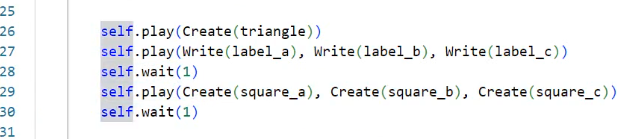 25
26 self.play(Create(triangle))
27 self.play(Write(label_a), Write(label_b), Write(label_c))
28 self.wait(1)
29 self.play(Create(square_a), Create(square_b), Create(square_c))
30 self.wait(1)
31